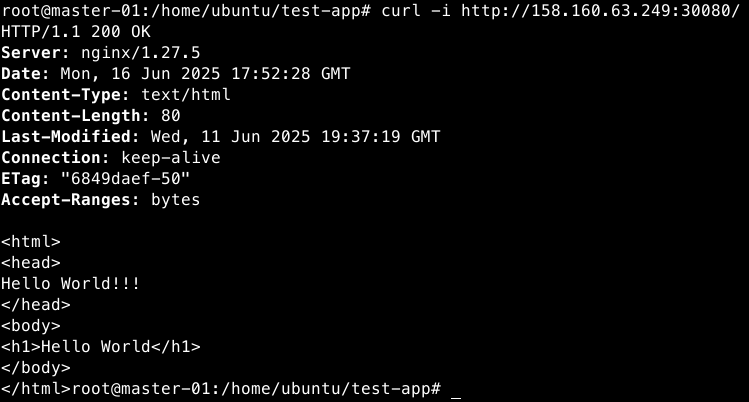 root@master-01:/home/ubuntu/test-app# curl -i http://158.160.63.249:30080/
HTTP/1.1 200 OK
Server: nginx/1.27.5
Date: Mon, 16 Jun 2025 17:52:28 GMT
Content-Type: text/html
Content-Length: 80
Last-Modified: Wed, 11 Jun 2025 19:37:19 GMT
Connection: keep-alive
ETag: "6849daef-50"
Accept-Ranges: bytes

<html>
<head>
Hello World!!!
</head>
<body>
<h1>Hello World</h1>
</body>
</html>root@master-01:/home/ubuntu/test-app# _